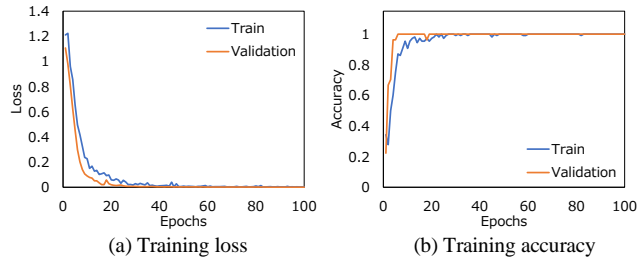 1.4
1.2
1
0.8
0.6
0.4
0.2
0
Loss
Train
Validation
0 20 40 60 80 100
Epochs
(a) Training loss
1
0.8
0.6
0.4
0.2
0
Accuracy
Train
Validation
0 20 40 60 80 100
Epochs
(b) Training accuracy